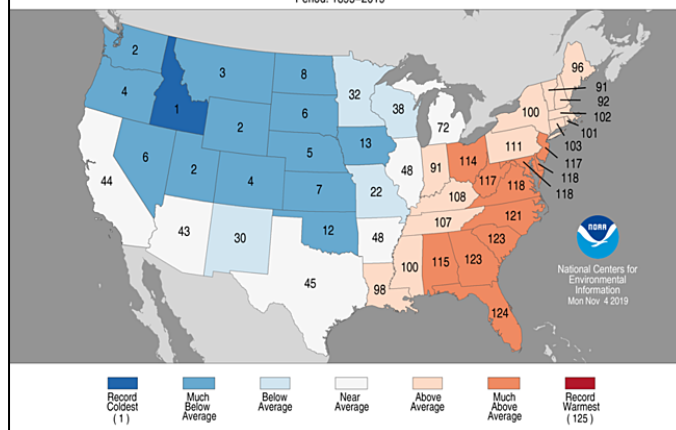 Period: 1895–2019
2
3
8
32
38
72
96
91
92
102
101
103
117
118
118
100
111
4
1
2
6
5
13
48
91
114
117
118
6
2
4
7
22
108
121
44
43
30
12
48
107
123
45
98
100
115
123
124
NOAA
National Centers for
Environmental
Information
Mon Nov 4 2019
Record
Coldest
(1)
Much
Below
Average
Below
Average
Near
Average
Above
Average
Much
Above
Average
Record
Warmest
(125)